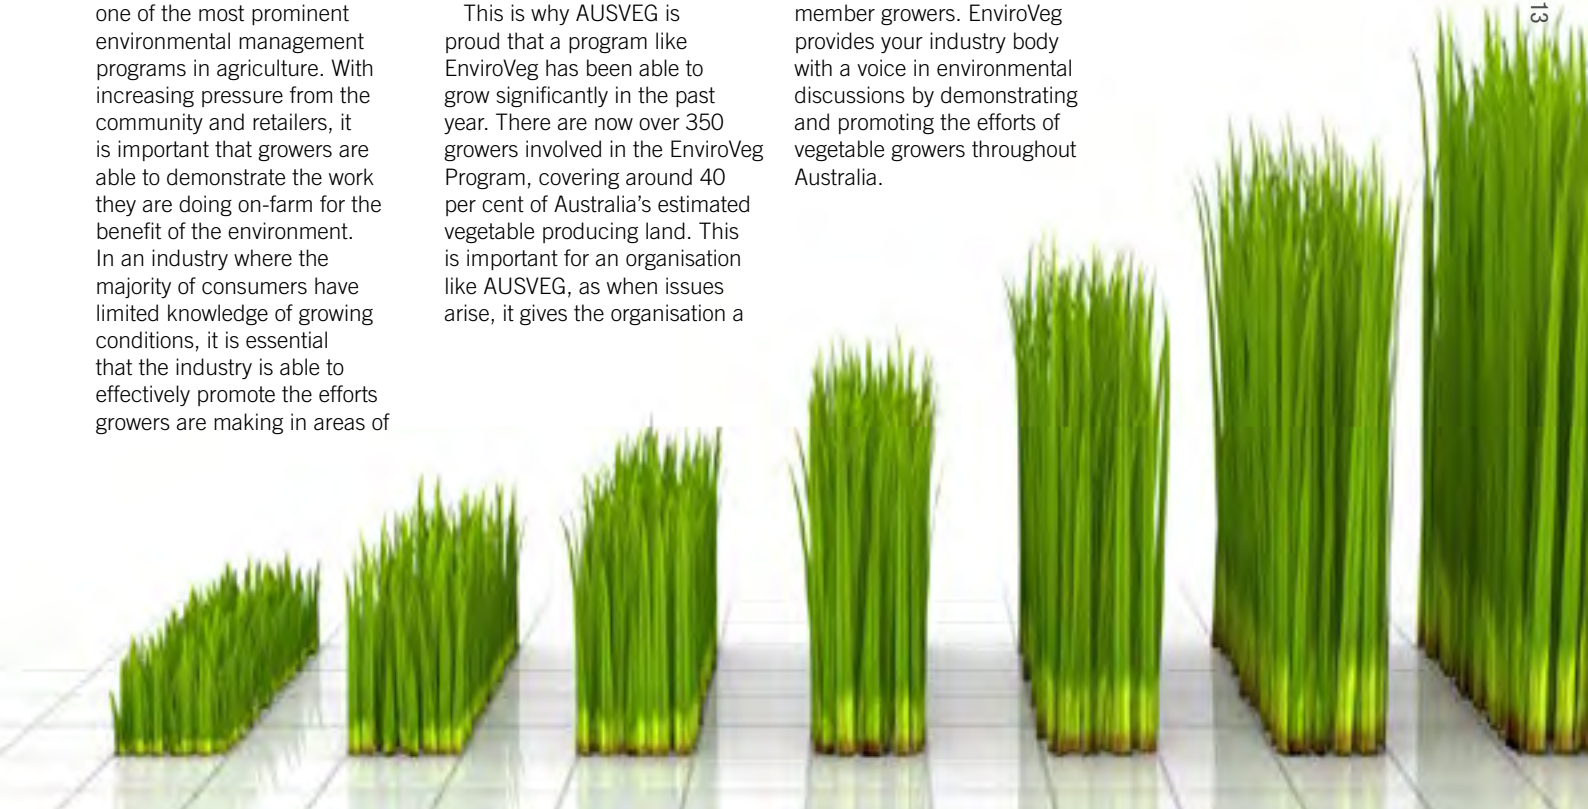 one of the most prominent
environmental management
programs in agriculture. With
increasing pressure from the
community and retailers, it
is important that growers are
able to demonstrate the work
they are doing on-farm for the
benefit of the environment.
In an industry where the
majority of consumers have
limited knowledge of growing
conditions, it is essential
that the industry is able to
effectively promote the efforts
growers are making in areas of
This is why AUSVEG is
proud that a program like
EnviroVeg has been able to
grow significantly in the past
year. There are now over 350
growers involved in the EnviroVeg
Program, covering around 40
per cent of Australia’s estimated
vegetable producing land. This
is important for an organisation
like AUSVEG, as when issues
arise, it gives the organisation a
member growers. EnviroVeg
provides your industry body
with a voice in environmental
discussions by demonstrating
and promoting the efforts of
vegetable growers throughout
Australia.
13